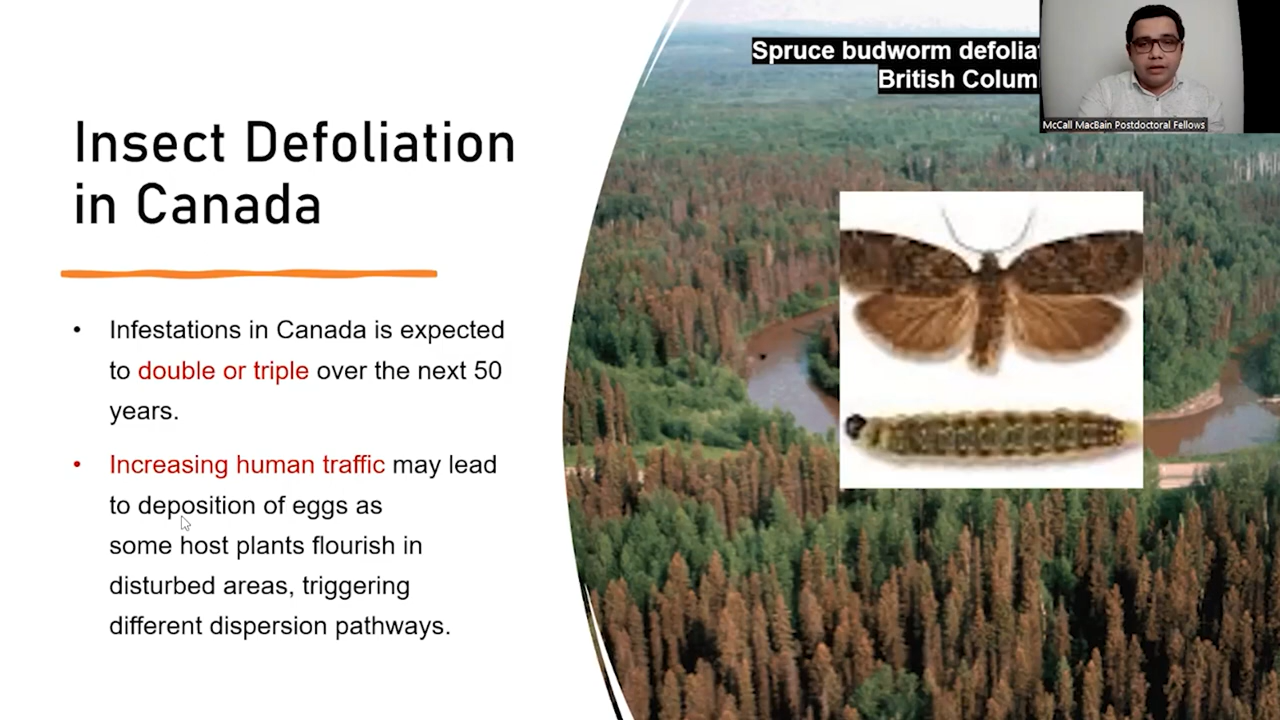 Insect Defoliation
in Canada
• Infestations in Canada is expected
to double or triple over the next 50
years.
• Increasing human traffic may lead
to deposition of eggs as
some host plants flourish in
disturbed areas, triggering
different dispersion pathways.
Spruce budworm
British
McCall MacBain Postdoctoral Fellows